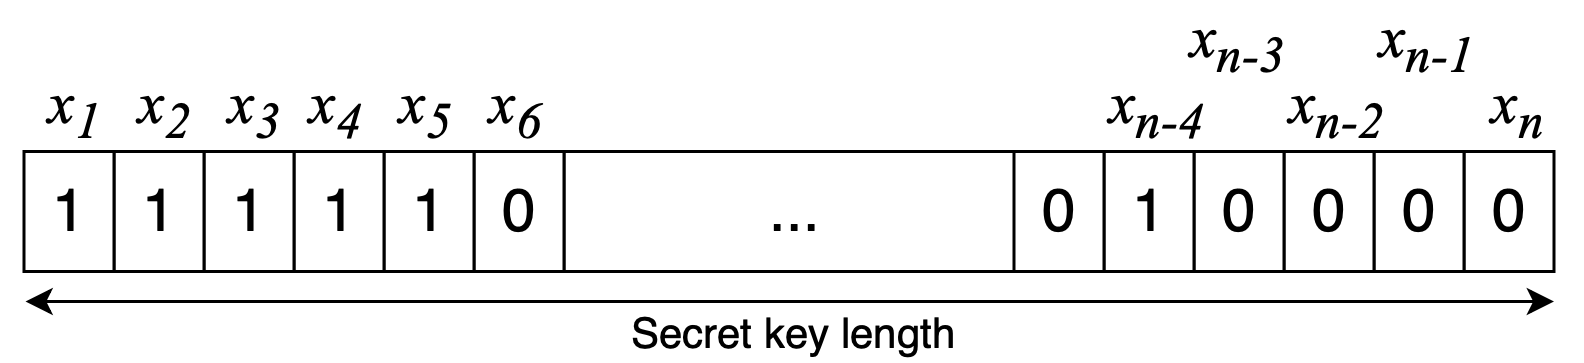 x_{n-3} x_{n-1}
x_1 x_2 x_3 x_4 x_5 x_6 x_{n-4} x_{n-2} x_n
1 1 1 1 1 0 ... 0 1 0 0 0 0
Secret key length